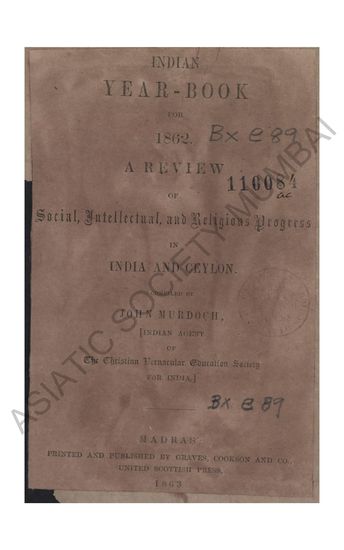 INDIAN
YEAR-BOOK
FOR
1862.
Bx C 89
A REVIEW
110084
ac
OF
Social, Intellectual, and Religious Progress
IN
INDIA AND CEYLON.
COMPILED BY
JOHN MURDOCH,
[INDIAN AGENT
OF
The Christian Vernacular Education Society
FOR INDIA.]
Bx C 89
MADRAS
PRINTED AND PUBLISHED BY GRAVES, COOKSON AND CO.,
UNITED SCOTTISH PRESS.
1863
ASIATIC SOCIETY MUMBAI